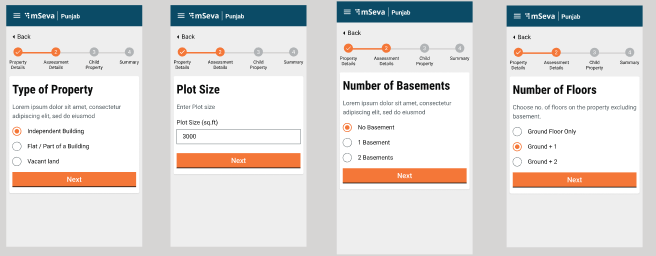 mSeva | Punjab
Back
2
3
4
Property Details
Assessment Details
Child Property
Summary
Type of Property
Lorem ipsum dolor sit amet, consectetur
adipiscing elit, sed do eiusmod
Independent Building
Flat / Part of a Building
Vacant land
Next
mSeva | Punjab
Back
2
3
4
Property Details
Assessment Details
Child Property
Summary
Plot Size
Enter Plot size
Plot Size (sq.ft)
3000
Next
mSeva | Punjab
Back
2
3
4
Property Details
Assessment Details
Child Property
Summary
Number of Basements
Lorem ipsum dolor sit amet, consectetur
adipiscing elit, sed do eiusmod
No Basement
1 Basement
2 Basements
Next
mSeva | Punjab
Back
2
3
4
Property Details
Assessment Details
Child Property
Summary
Number of Floors
Choose no. of floors on the property excluding
basement.
Ground Floor Only
Ground + 1
Ground + 2
Next